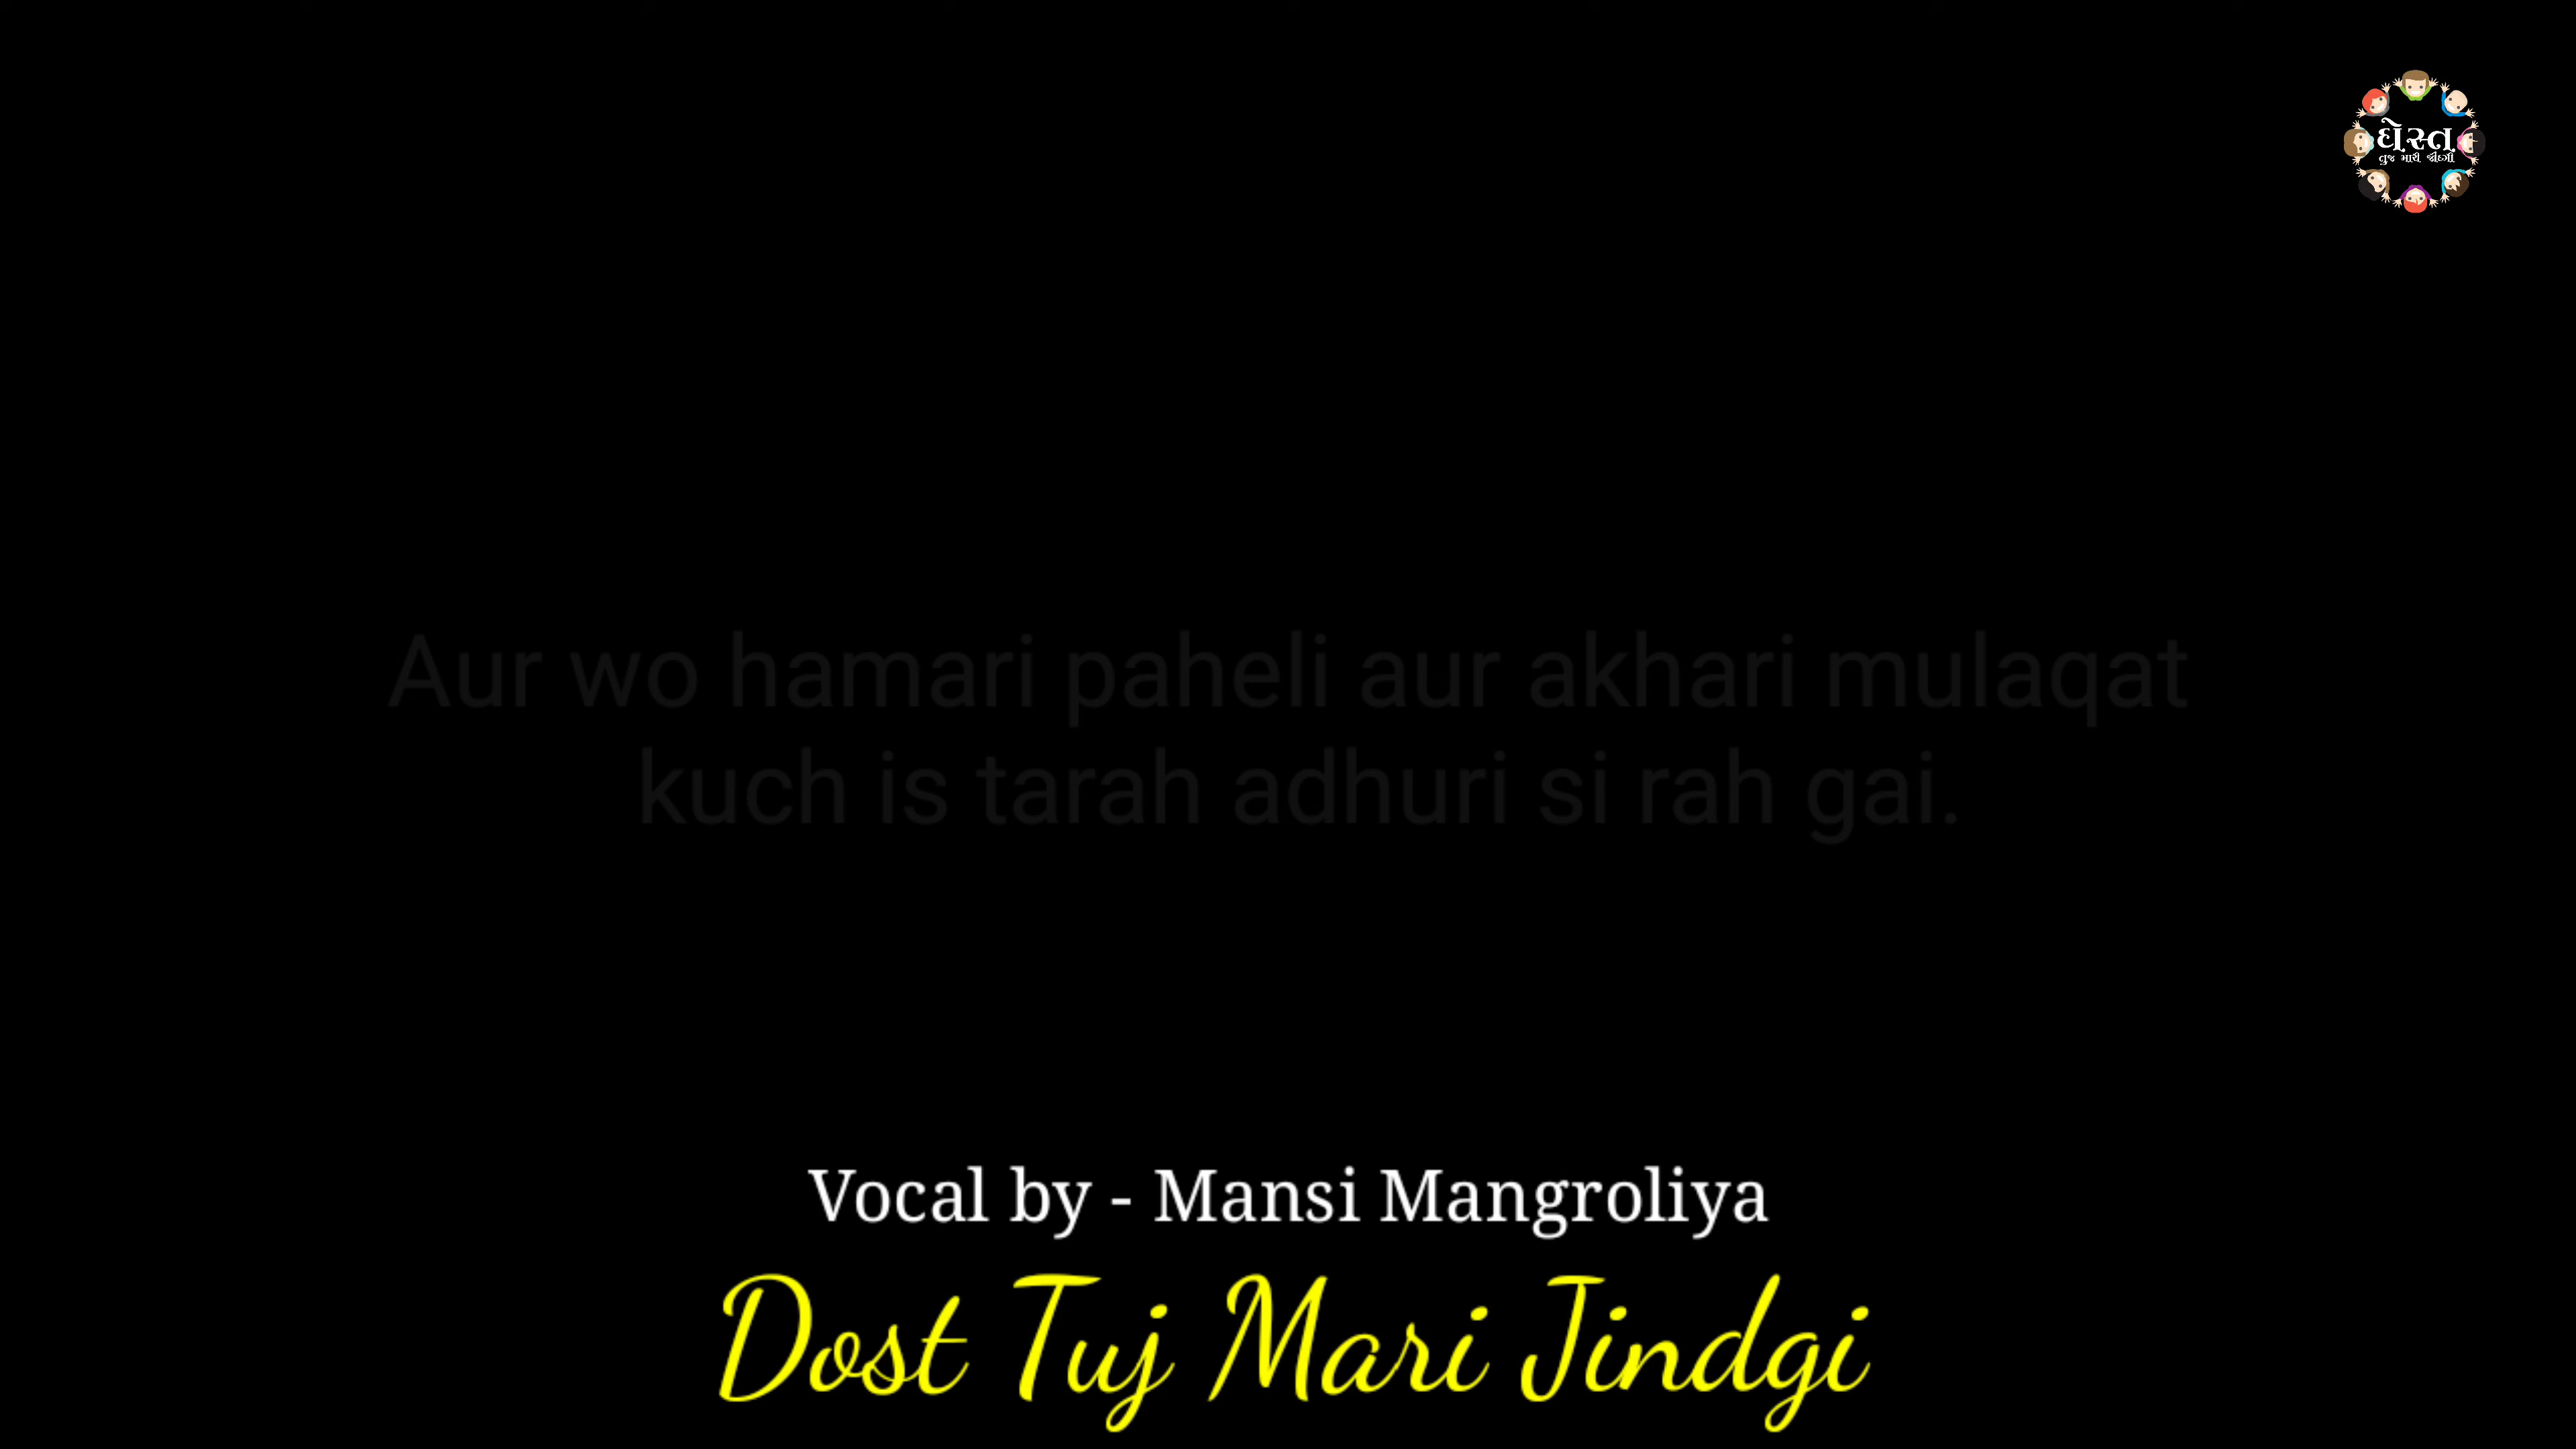 દોસ્ત
તુજ મારી જીંદગી
Aur wo hamari paheli aur akhari mulaqat
kuch is tarah adhuri si rah gai.
Vocal by - Mansi Mangroliya
Dost Tuj Mari Jindgi